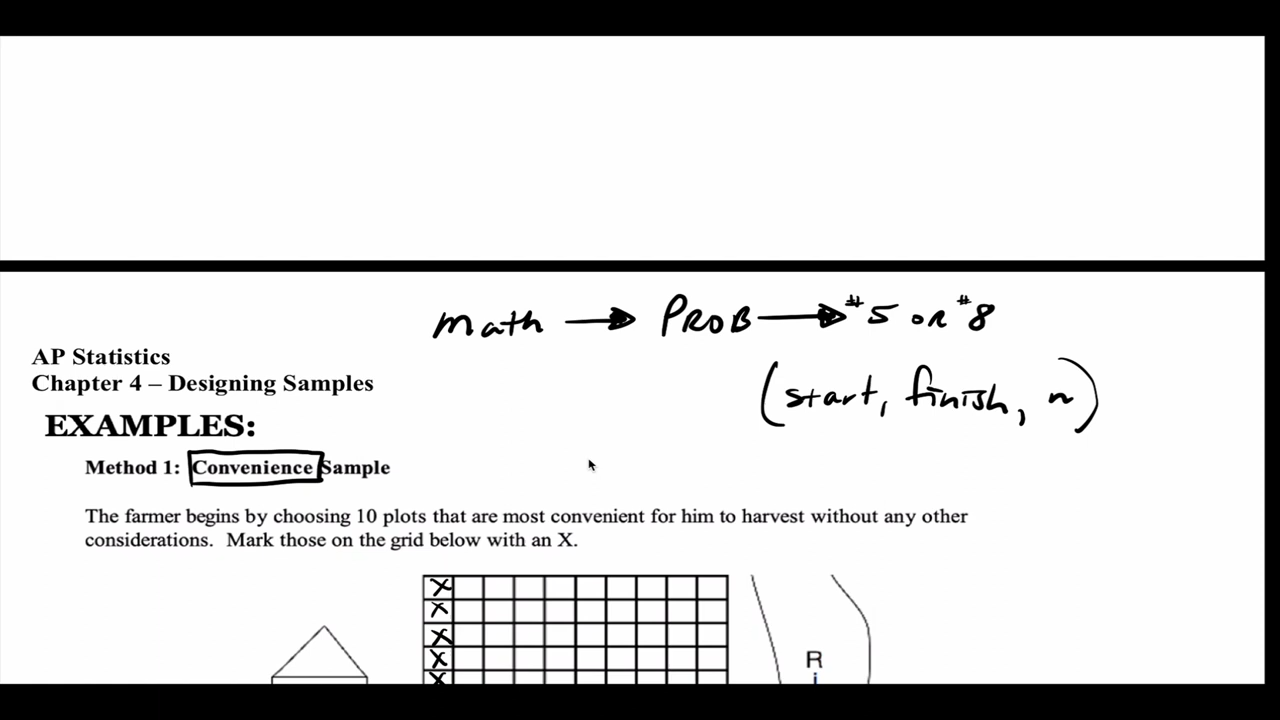 math → PROB → #5 OR #8
(start, finish, n)
AP Statistics
Chapter 4 – Designing Samples
EXAMPLES:
Method 1: Convenience Sample
The farmer begins by choosing 10 plots that are most convenient for him to harvest without any other
considerations. Mark those on the grid below with an X.
X
X
X
X
X
R
i